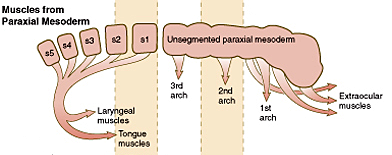 Muscles from
Paraxial Mesoderm
s5
s4
s3
s2
s1
Unsegmented paraxial mesoderm
3rd
arch
2nd
arch
1st
arch
Extraocular
muscles
Laryngeal
muscles
Tongue
muscles